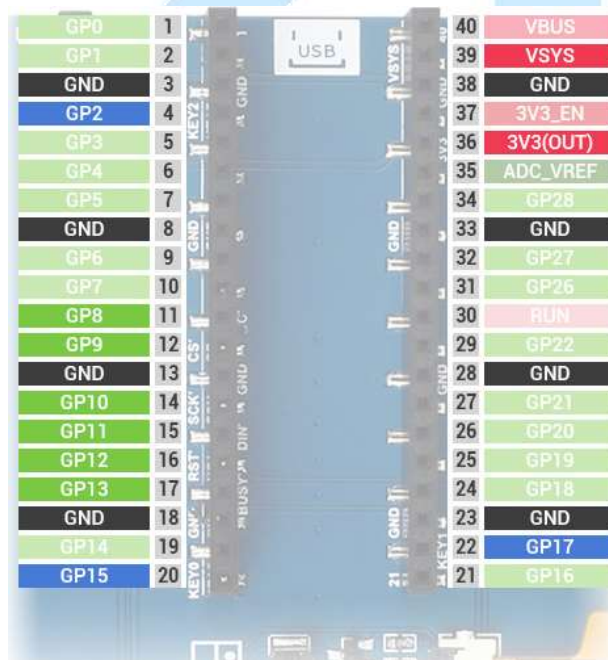 GP0 1 40 VBUS
USB
GP1 2 VSYS 39 VSYS
GND 3 GND GND 38 GND
GP2 4 KEY2 37 3V3_EN
GP3 5 3V3 36 3V3(OUT)
GP4 6 35 ADC_VREF
GP5 7 34 GP28
GND 8 GND GND 33 GND
GP6 9 32 GP27
GP7 10 31 GP26
GP8 11 30 RUN
GP9 12 CS 29 GP22
GND 13 GND GND 28 GND
GP10 14 SCK 27 GP21
GP11 15 DIN 26 GP20
GP12 16 RST 25 GP19
GP13 17 BUSY 24 GP18
GND 18 GND 23 GND
GP14 19 KEY1 22 GP17
GP15 20 KEY0 21 21 GP16